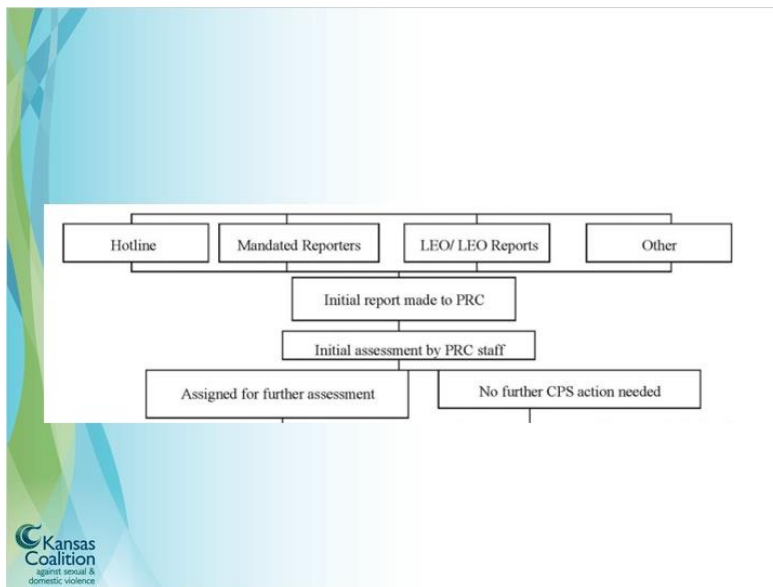 Hotline
Mandated Reporters
LEO/ LEO Reports
Other
Initial report made to PRC
Initial assessment by PRC staff
Assigned for further assessment
No further CPS action needed
Kansas
Coalition
against sexual &
domestic violence